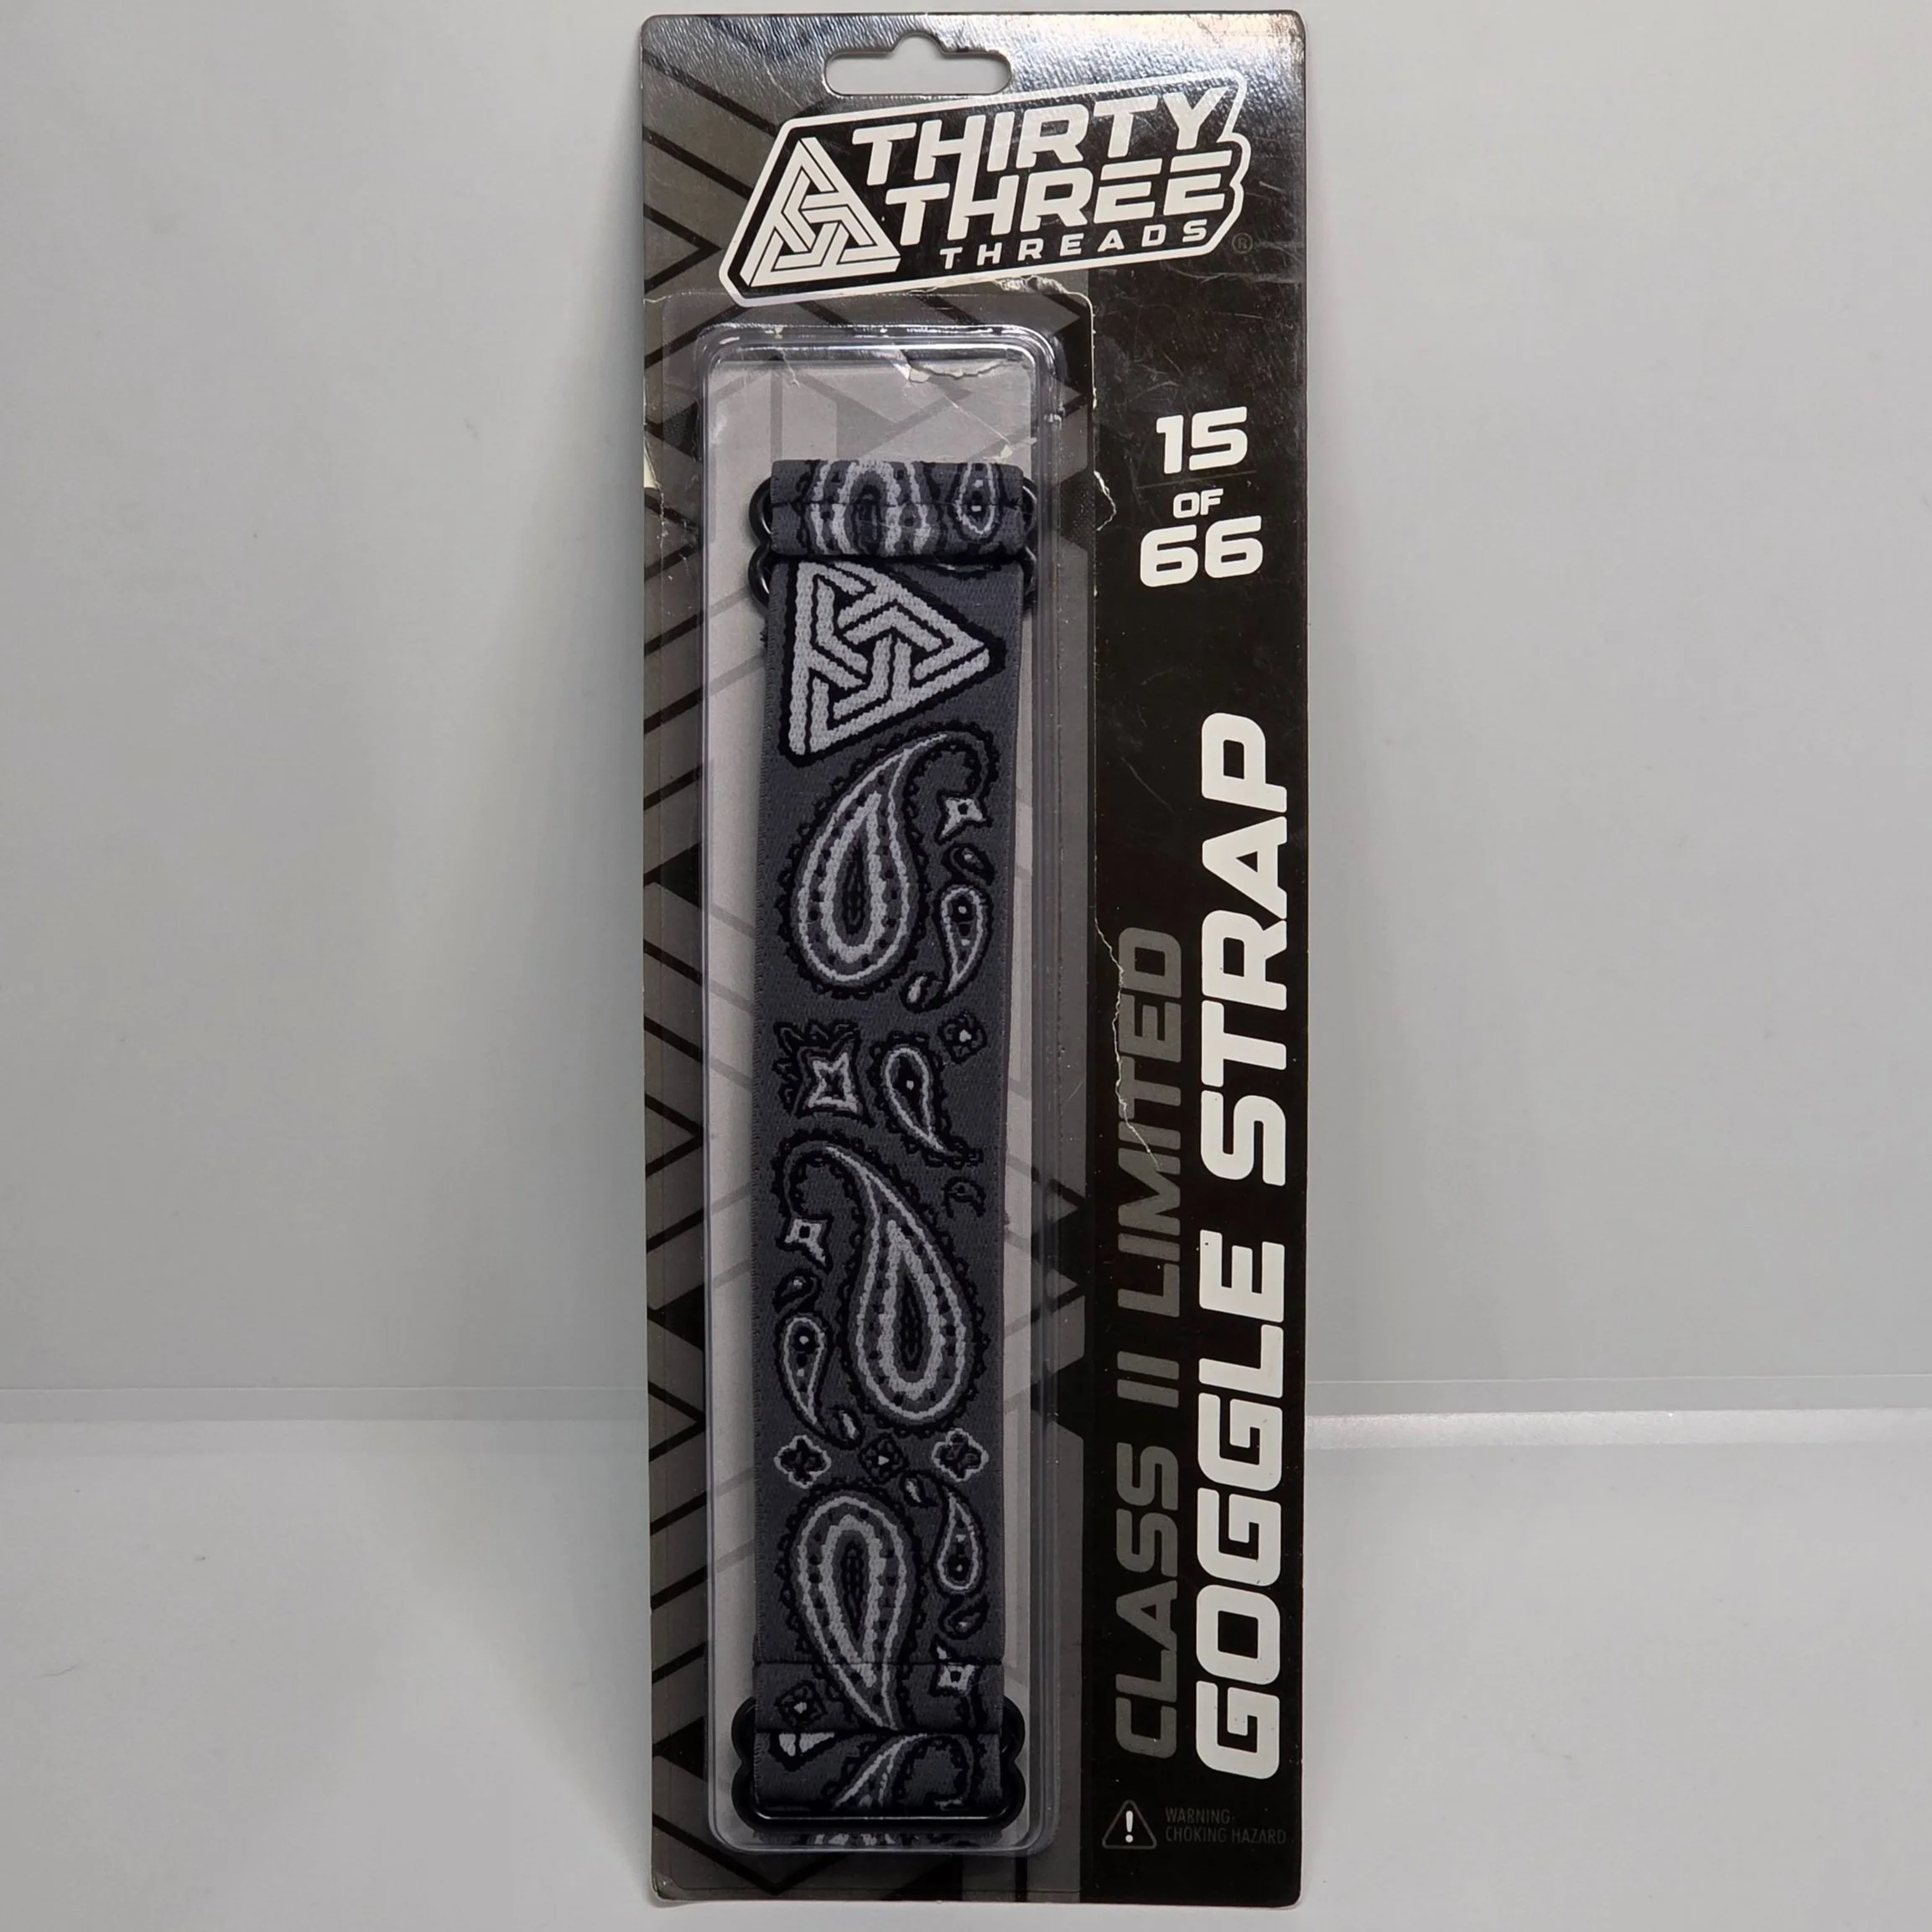 THIRTY
THREE
THREADS
®
15
OF
66
CLASS II LIMITED
GOGGLE STRAP
WARNING-
CHOKING HAZARD